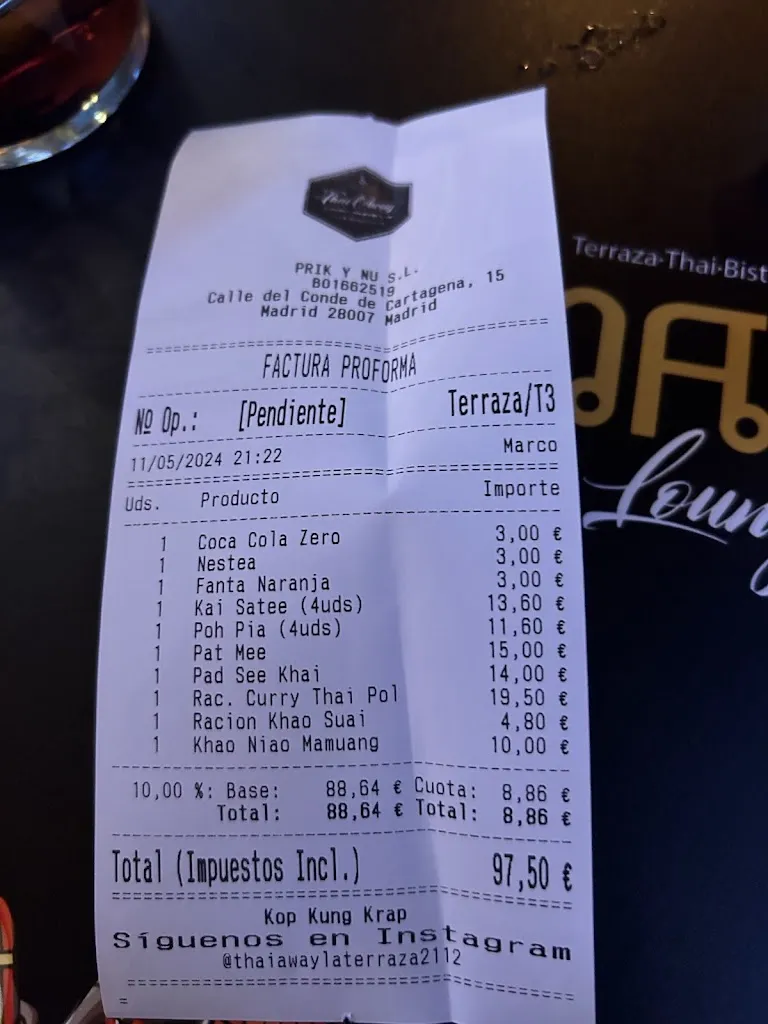 Thai Away
PRIK Y NU S.L.
B01662519
Calle del Conde de Cartagena, 15
Madrid 28007 Madrid
FACTURA PROFORMA
Nº Op.: [Pendiente] Terraza/T3
11/05/2024 21:22 Marco
Uds. Producto Importe
1 Coca Cola Zero 3,00 €
1 Nestea 3,00 €
1 Fanta Naranja 3,00 €
1 Kai Satee (4uds) 13,60 €
1 Poh Pia (4uds) 11,60 €
1 Pat Mee 15,00 €
1 Pad See Khai 14,00 €
1 Rac. Curry Thai Pol 19,50 €
1 Racion Khao Suai 4,80 €
1 Khao Niao Mamuang 10,00 €
10,00 %: Base: 88,64 € Cuota: 8,86 €
Total: 88,64 € Total: 8,86 €
Total (Impuestos Incl.) 97,50 €
Kop Kung Krap
Síguenos en Instagram
@thaiawaylaterraza2112
=
Terraza·Thai·Bist
Loung